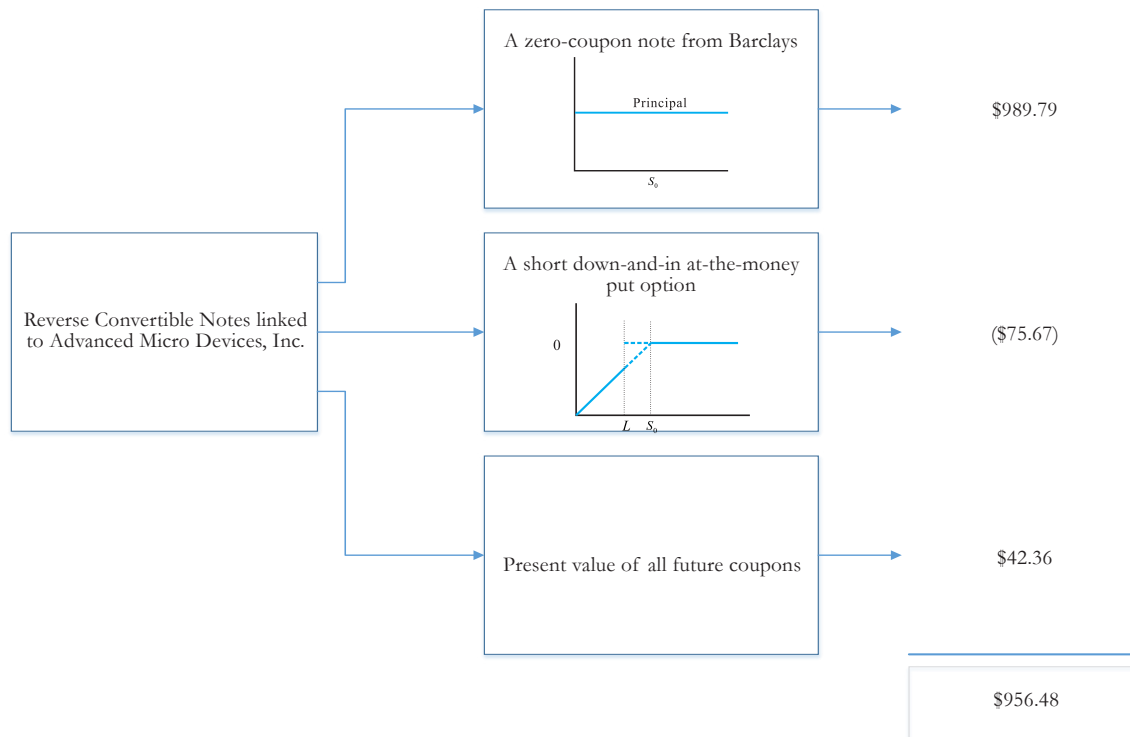 A zero-coupon note from Barclays
Principal
S₀
$989.79
Reverse Convertible Notes linked
to Advanced Micro Devices, Inc.
A short down-and-in at-the-money
put option
0
L S₀
($75.67)
Present value of all future coupons
$42.36
$956.48